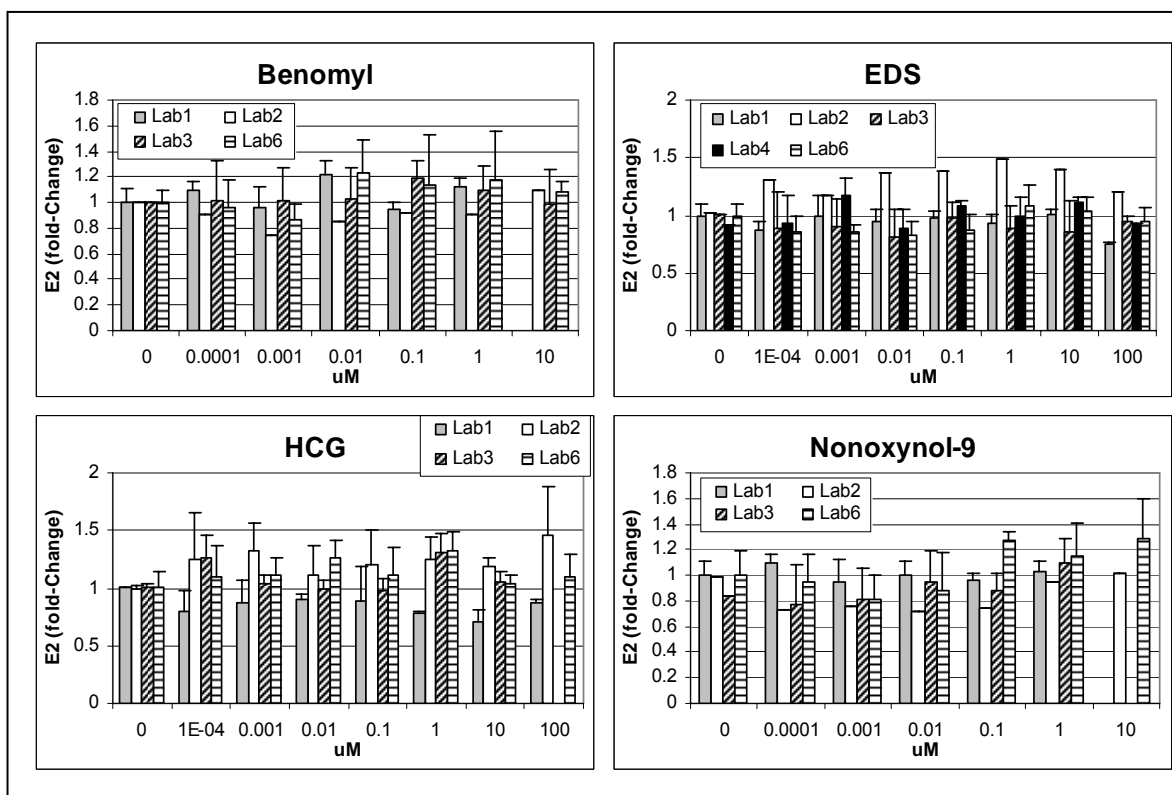 Benomyl
1.8
1.6
1.4
1.2
1
0.8
0.6
0.4
0.2
0
E2 (fold-Change)
Lab1 Lab2
Lab3 Lab6
0 0.0001 0.001 0.01 0.1 1 10
uM
EDS
2
1.5
1
0.5
0
E2 (fold-Change)
Lab1 Lab2 Lab3
Lab4 Lab6
0 1E-04 0.001 0.01 0.1 1 10 100
uM
HCG
Lab1 Lab2
Lab3 Lab6
2
1.5
1
0.5
0
E2 (fold-Change)
0 1E-04 0.001 0.01 0.1 1 10 100
uM
Nonoxynol-9
1.8
1.6
1.4
1.2
1
0.8
0.6
0.4
0.2
0
E2 (fold-Change)
Lab1 Lab2
Lab3 Lab6
0 0.0001 0.001 0.01 0.1 1 10
uM